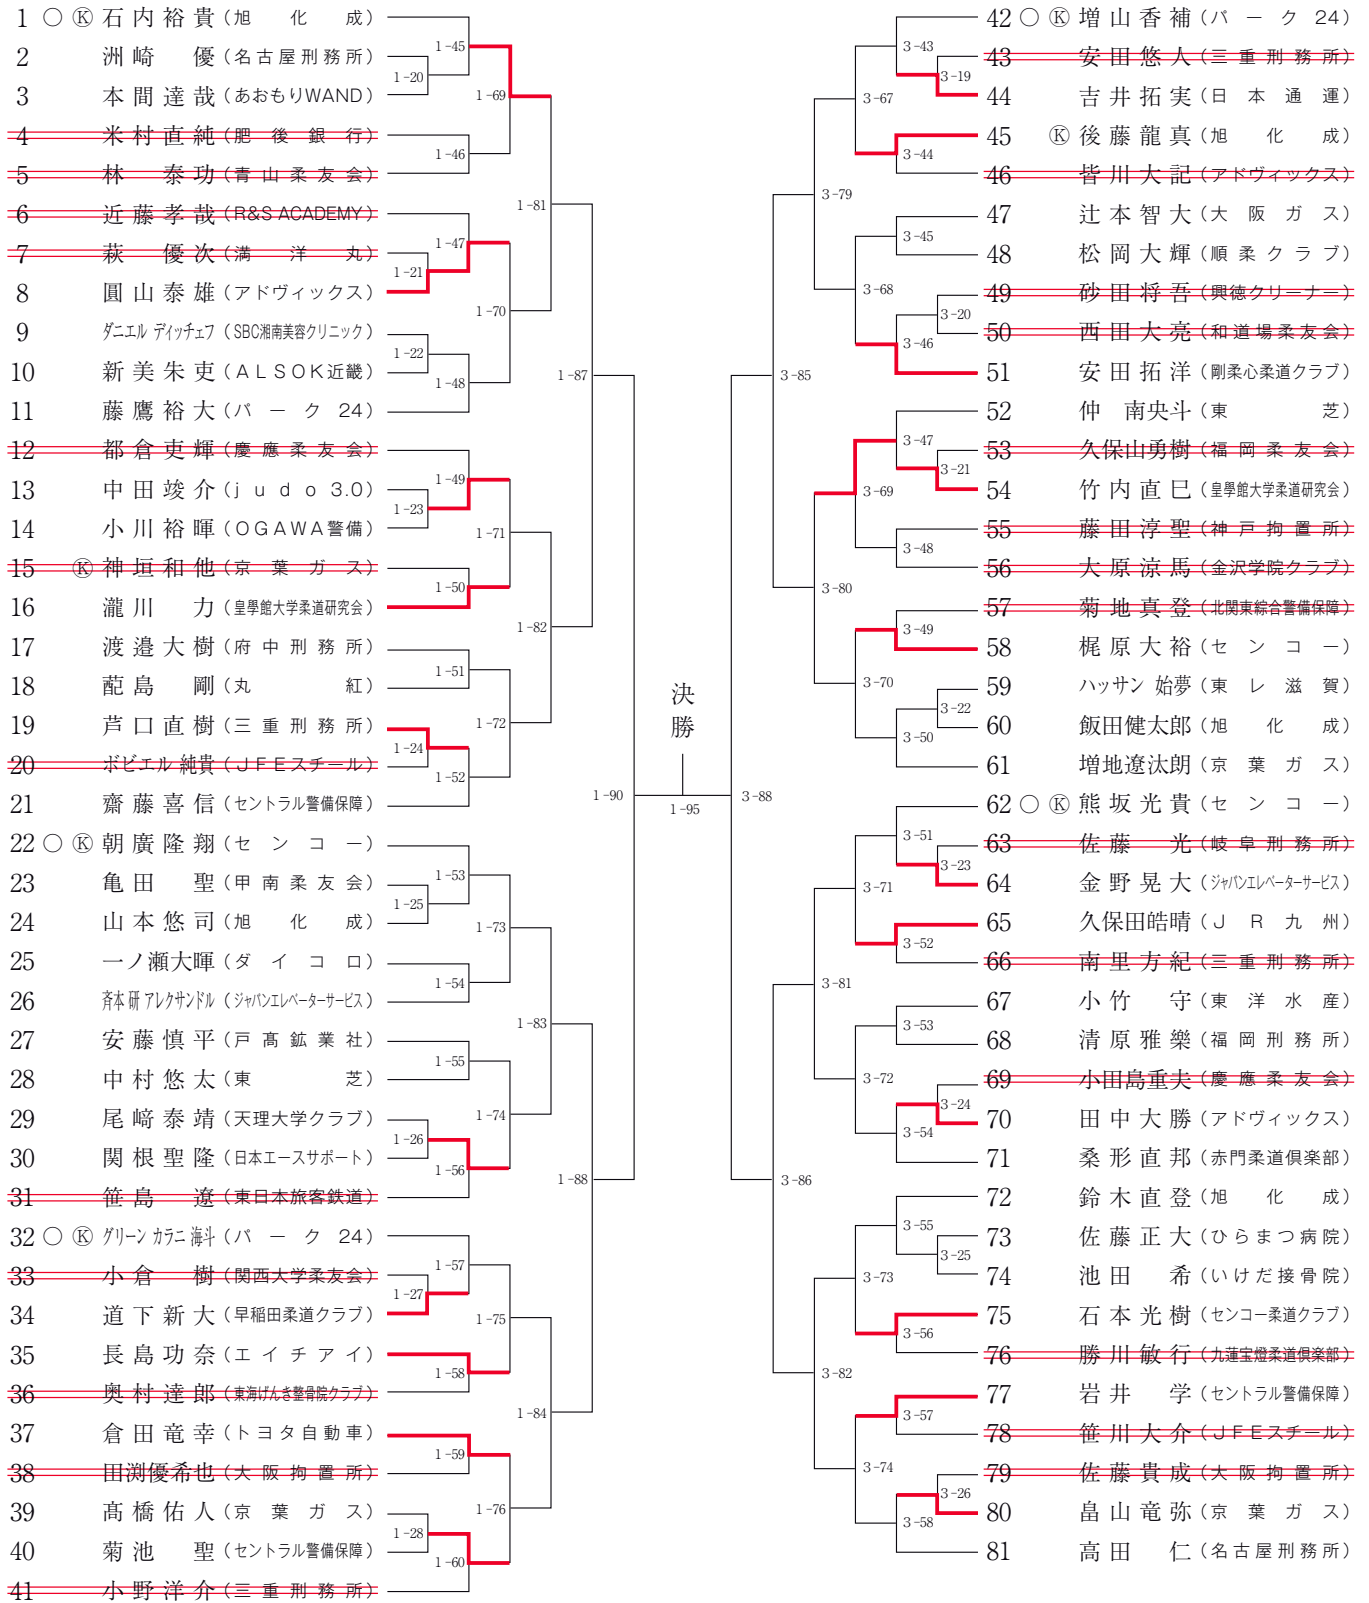 1 ○ Ⓚ 石内裕貴（旭化成）
2 洲崎優（名古屋刑務所）
3 本間達哉（あおもりWAND）
4 米村直純（肥後銀行）
5 林泰功（青山柔友会）
6 近藤孝哉（R&S ACADEMY）
7 萩優次（満洋丸）
8 圓山泰雄（アドヴィックス）
9 ダニエル ディッチェフ（SBC湘南美容クリニック）
10 新美朱吏（ALSOK近畿）
11 藤鷹裕大（パーク24）
12 都倉吏輝（慶應柔友会）
13 中田竣介（judo 3.0）
14 小川裕暉（OGAWA警備）
15 Ⓚ 神垣和他（京葉ガス）
16 瀧川力（皇學館大学柔道研究会）
17 渡邉大樹（府中刑務所）
18 蓜島剛（丸紅）
19 芦口直樹（三重刑務所）
20 ボビエル純貴（JFEスチール）
21 齋藤喜信（セントラル警備保障）
22 ○ Ⓚ 朝廣隆翔（センコー）
23 亀田聖（甲南柔友会）
24 山本悠司（旭化成）
25 一ノ瀬大暉（ダイコロ）
26 斉本研 アレクサンドル（ジャパンエレベーターサービス）
27 安藤慎平（戸髙鉱業社）
28 中村悠太（東芝）
29 尾﨑泰靖（天理大学クラブ）
30 関根聖隆（日本エースサポート）
31 笹島遼（東日本旅客鉄道）
32 ○ Ⓚ グリーン カラニ 海斗（パーク24）
33 小倉樹（関西大学柔友会）
34 道下新大（早稲田柔道クラブ）
35 長島功奈（エイチアイ）
36 奥村達郎（東海げんき整骨院クラブ）
37 倉田竜幸（トヨタ自動車）
38 田渕優希也（大阪拘置所）
39 髙橋佑人（京葉ガス）
40 菊池聖（セントラル警備保障）
41 小野洋介（三重刑務所）
1-20
1-21
1-22
1-23
1-24
1-25
1-26
1-27
1-28
1-45
1-46
1-47
1-48
1-49
1-50
1-51
1-52
1-53
1-54
1-55
1-56
1-57
1-58
1-59
1-60
1-69
1-70
1-71
1-72
1-73
1-74
1-75
1-76
1-81
1-82
1-83
1-84
1-87
1-88
1-90
決勝
1-95
3-88
3-85
3-86
3-79
3-80
3-81
3-82
3-67
3-68
3-69
3-70
3-71
3-72
3-73
3-74
3-43
3-44
3-45
3-46
3-47
3-48
3-49
3-50
3-51
3-52
3-53
3-54
3-55
3-56
3-57
3-58
3-19
3-20
3-21
3-22
3-23
3-24
3-25
3-26
42 ○ Ⓚ 増山香補（パーク24）
43 安田悠人（三重刑務所）
44 吉井拓実（日本通運）
45 Ⓚ 後藤龍真（旭化成）
46 皆川大記（アドヴィックス）
47 辻本智大（大阪ガス）
48 松岡大輝（順柔クラブ）
49 砂田将吾（興徳クリーナー）
50 西田大亮（和道場柔友会）
51 安田拓洋（剛柔心柔道クラブ）
52 仲南央斗（東芝）
53 久保山勇樹（福岡柔友会）
54 竹内直巳（皇學館大学柔道研究会）
55 藤田淳聖（神戸拘置所）
56 大原涼馬（金沢学院クラブ）
57 菊地真登（北関東綜合警備保障）
58 梶原大裕（センコー）
59 ハッサン 始夢（東レ滋賀）
60 飯田健太郎（旭化成）
61 増地遼汰朗（京葉ガス）
62 ○ Ⓚ 熊坂光貴（センコー）
63 佐藤光（岐阜刑務所）
64 金野晃大（ジャパンエレベーターサービス）
65 久保田皓晴（JR九州）
66 南里方紀（三重刑務所）
67 小竹守（東洋水産）
68 清原雅樂（福岡刑務所）
69 小田島重夫（慶應柔友会）
70 田中大勝（アドヴィックス）
71 桑形直邦（赤門柔道倶楽部）
72 鈴木直登（旭化成）
73 佐藤正大（ひらまつ病院）
74 池田希（いけだ接骨院）
75 石本光樹（センコー柔道クラブ）
76 勝川敏行（九蓮宝燈柔道倶楽部）
77 岩井学（セントラル警備保障）
78 笹川大介（JFEスチール）
79 佐藤貴成（大阪拘置所）
80 畠山竜弥（京葉ガス）
81 高田仁（名古屋刑務所）